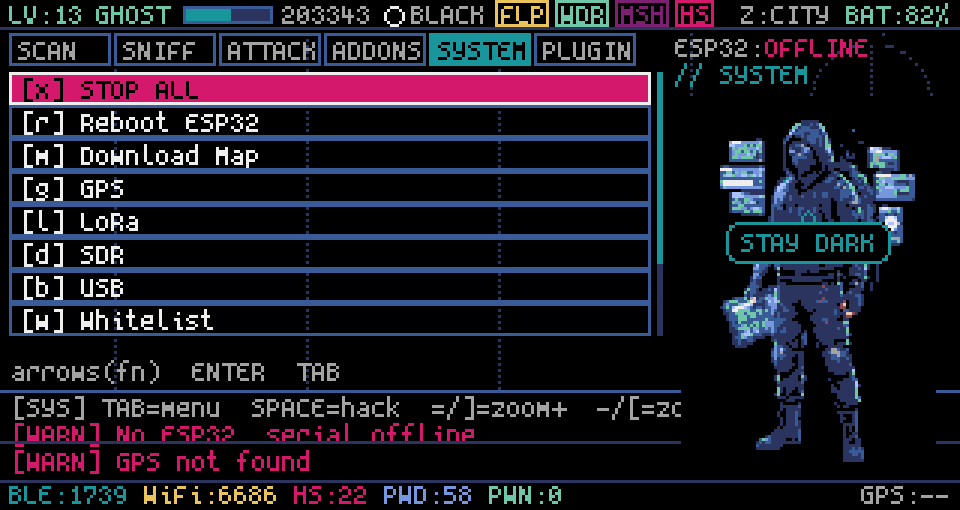 LV:13 GHOST 203343 BLACK FLP WDR MSH HS Z:CITY BAT:82%
SCAN SNIFF ATTACK ADDONS SYSTEM PLUGIN
ESP32:OFFLINE
// SYSTEM
[x] STOP ALL
[r] Reboot ESP32
[m] Download Map
[g] GPS
[l] LoRa
[d] SDR
[b] USB
[w] Whitelist
STAY DARK
arrows(fn) ENTER TAB
[SYS] TAB=menu SPACE=hack =/]=zoom+ -/[=zo
[WARN] No ESP32 serial offline
[WARN] GPS not found
BLE:1739 WiFi:6686 HS:22 PWD:58 PWN:0 GPS:--